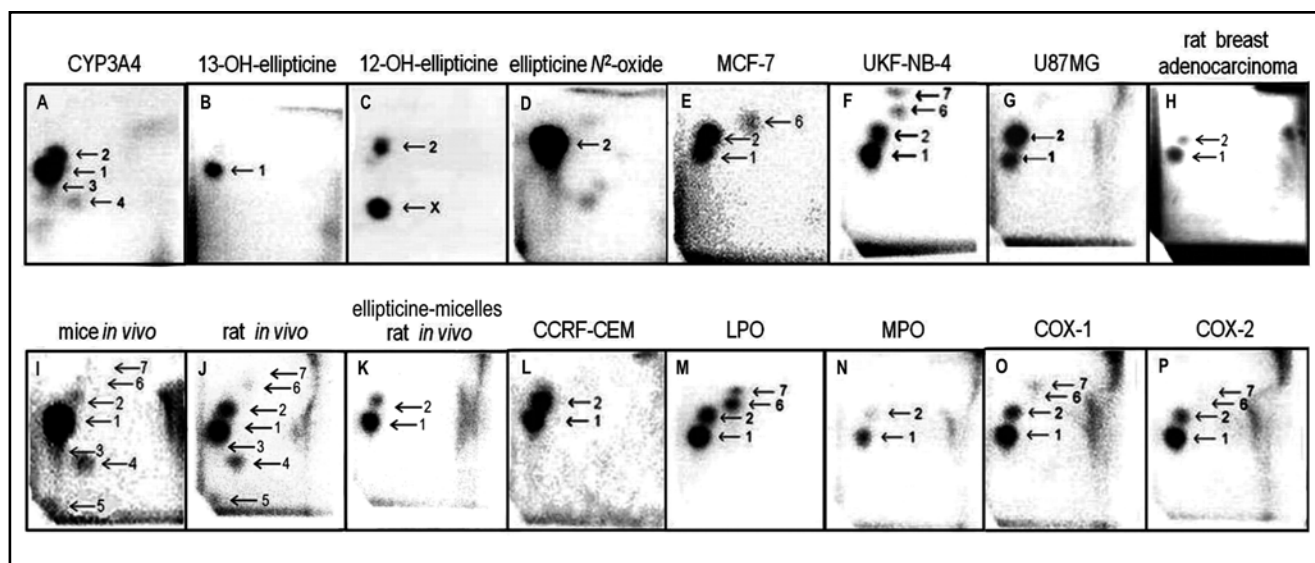 CYP3A4
13-OH-ellipticine
12-OH-ellipticine
ellipticine N²-oxide
MCF-7
UKF-NB-4
U87MG
rat breast
adenocarcinoma
A
←2
←1
←3
←4
B
←1
C
←2
←X
D
←2
E
←6
←2
←1
F
←7
←6
←2
←1
G
←2
←1
H
←2
←1
mice in vivo
rat in vivo
ellipticine-micelles
rat in vivo
CCRF-CEM
LPO
MPO
COX-1
COX-2
I
←7
←6
←2
←1
←3
←4
←5
J
←7
←6
←2
←1
←3
←4
←5
K
←2
←1
L
←2
←1
M
←7
←6
←2
←1
N
←2
←1
O
←7
←6
←2
←1
P
←7
←6
←2
←1